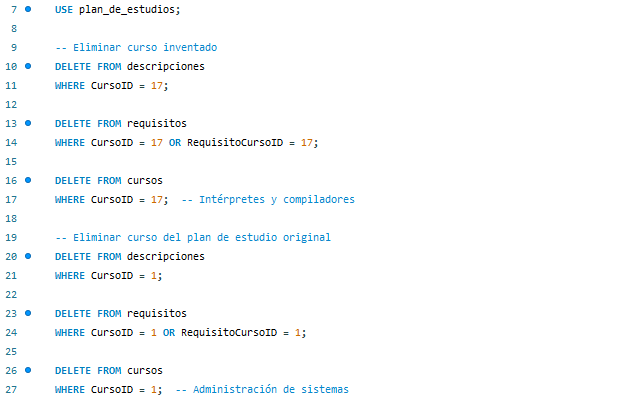 7 USE plan_de_estudios;
8
9 -- Eliminar curso inventado
10 DELETE FROM descripciones
11 WHERE CursoID = 17;
12
13 DELETE FROM requisitos
14 WHERE CursoID = 17 OR RequisitoCursoID = 17;
15
16 DELETE FROM cursos
17 WHERE CursoID = 17;  -- Intérpretes y compiladores
18
19 -- Eliminar curso del plan de estudio original
20 DELETE FROM descripciones
21 WHERE CursoID = 1;
22
23 DELETE FROM requisitos
24 WHERE CursoID = 1 OR RequisitoCursoID = 1;
25
26 DELETE FROM cursos
27 WHERE CursoID = 1;  -- Administración de sistemas